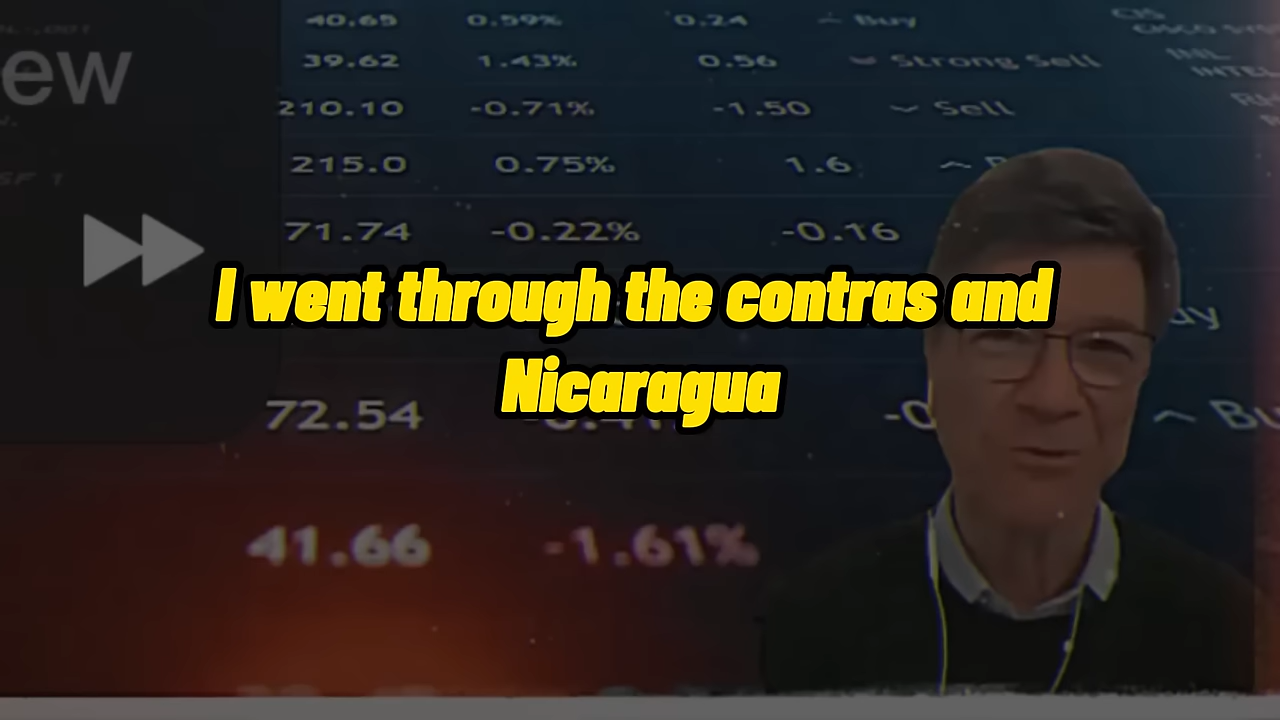 40.65 0.59% 0.24 Buy CIS
ew 39.62 1.43% 0.56 Strong Sell
210.10 -0.71% -1.50 Sell
215.0 0.75% 1.6
71.74 -0.22% -0.16
I went through the contras and
Nicaragua
72.54
41.66 -1.61%